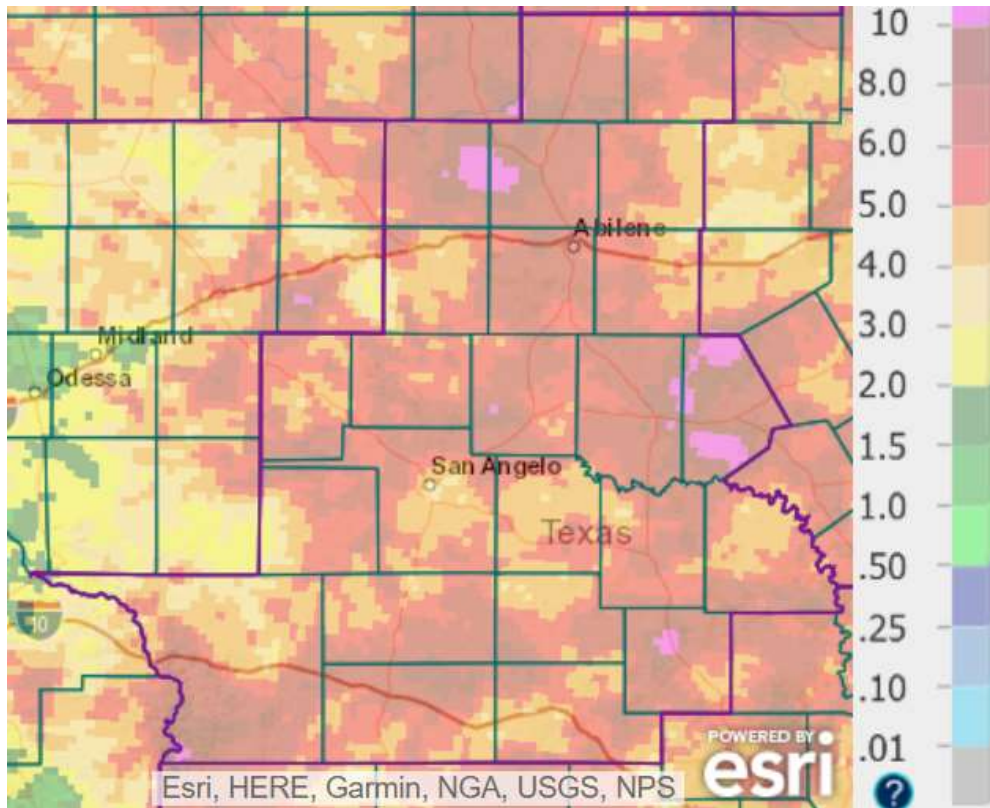 10
8.0
6.0
5.0
4.0
3.0
2.0
1.5
1.0
.50
.25
.10
.01
Abilene
Midland
Odessa
San Angelo
Texas
10
POWERED BY
esri
Esri, HERE, Garmin, NGA, USGS, NPS
?